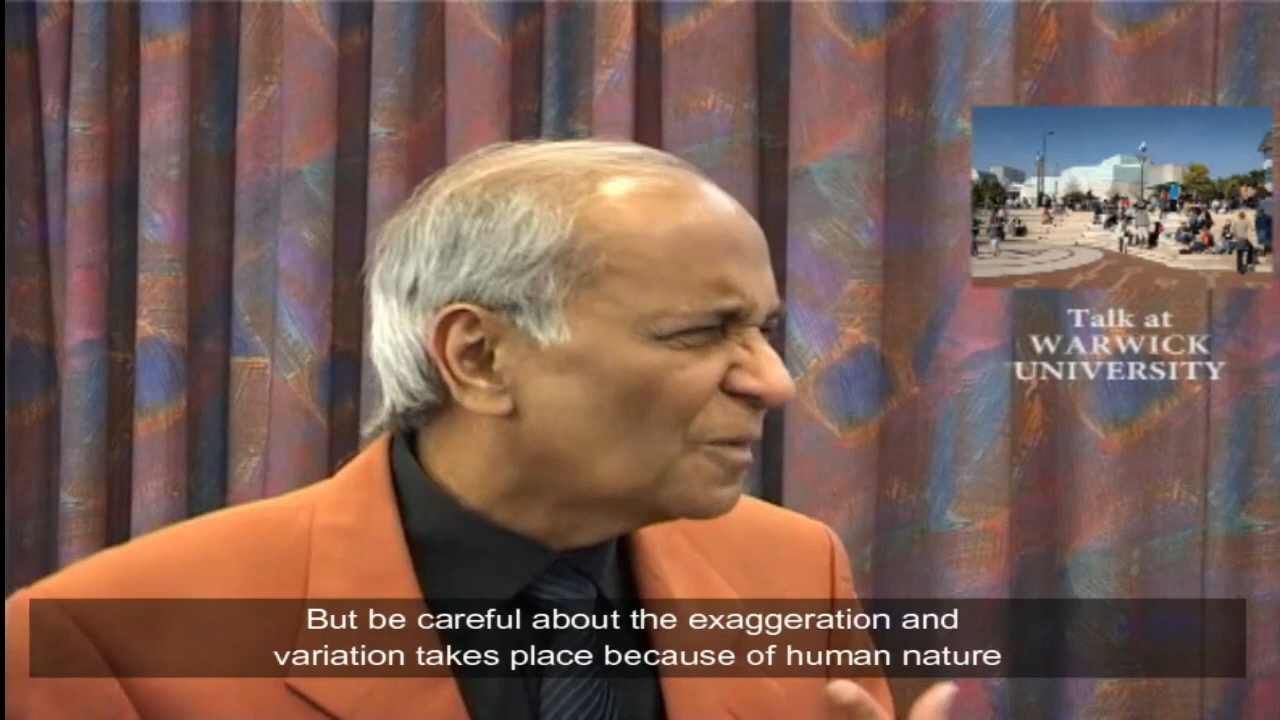 Talk at
WARWICK
UNIVERSITY
But be careful about the exaggeration and
variation takes place because of human nature